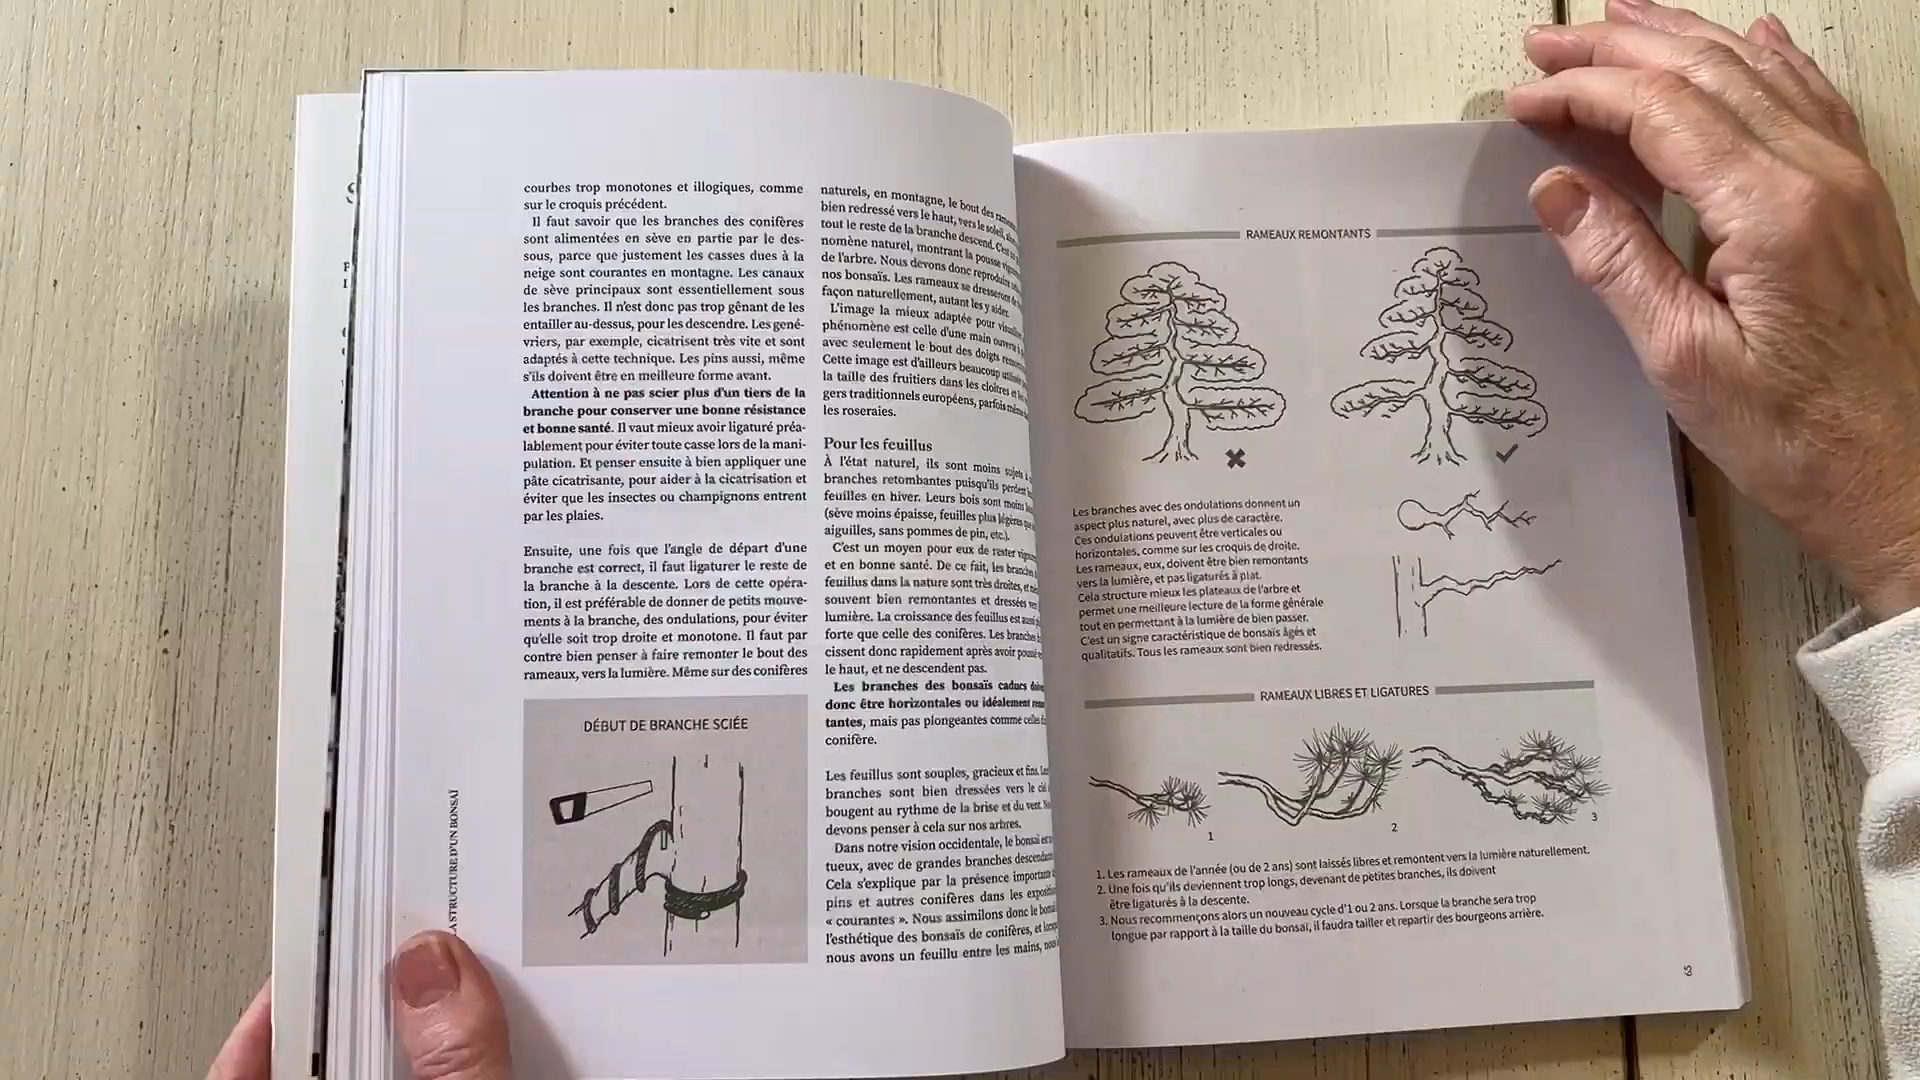 courbes trop monotones et illogiques, comme
sur le croquis précédent.
Il faut savoir que les branches des conifères
sont alimentées en sève en partie par le des-
sous, parce que justement les casses dues à la
neige sont courantes en montagne. Les canaux
de sève principaux sont essentiellement sous
les branches. Il n'est donc pas trop gênant de les
entailler au-dessus, pour les descendre. Les gené-
vriers, par exemple, cicatrisent très vite et sont
adaptés à cette technique. Les pins aussi, même
s'ils doivent être en meilleure forme avant.
Attention à ne pas scier plus d'un tiers de la
branche pour conserver une bonne résistance
et bonne santé. Il vaut mieux avoir ligaturé préa-
lablement pour éviter toute casse lors de la mani-
pulation. Et penser ensuite à bien appliquer une
pâte cicatrisante, pour aider à la cicatrisation et
éviter que les insectes ou champignons entrent
par les plaies.
Ensuite, une fois que l'angle de départ d'une
branche est correct, il faut ligaturer le reste de
la branche à la descente. Lors de cette opéra-
tion, il est préférable de donner de petits mouve-
ments à la branche, des ondulations, pour éviter
qu'elle soit trop droite et monotone. Il faut par
contre bien penser à faire remonter le bout des
rameaux, vers la lumière. Même sur des conifères
DÉBUT DE BRANCHE SCIÉE
LA STRUCTURE D'UN BONSAÏ
naturels, en montagne, le bout des
bien redressé vers le haut, vers le soleil,
tout le reste de la branche descend. C'est
nomène naturel, montrant la pousse
de l'arbre. Nous devons donc reproduire
nos bonsaïs. Les rameaux se dresseront
façon naturellement, autant les y aider.
L'image la mieux adaptée pour
phénomène est celle d'une main ouverte
avec seulement le bout des doigts
Cette image est d'ailleurs beaucoup
la taille des fruitiers dans les cloîtres et
gers traditionnels européens, parfois même
les roseraies.
Pour les feuillus
À l'état naturel, ils sont moins sujets
branches retombantes puisqu'ils perdent
feuilles en hiver. Leurs bois sont moins
(sève moins épaisse, feuilles plus légères que
aiguilles, sans pommes de pin, etc.).
C'est un moyen pour eux de rester
et en bonne santé. De ce fait, les branches
feuillus dans la nature sont très droites, et
souvent bien remontantes et dressées
lumière. La croissance des feuillus est aussi
forte que celle des conifères. Les branches
cissent donc rapidement après avoir poussé
le haut, et ne descendent pas.
Les branches des bonsaïs caducs
donc être horizontales ou idéalement
tantes, mais pas plongeantes comme celles
conifère.
Les feuillus sont souples, gracieux et fins.
branches sont bien dressées vers le
bougent au rythme de la brise et du vent.
devons penser à cela sur nos arbres.
Dans notre vision occidentale, le bonsaï est
tueux, avec de grandes branches
Cela s'explique par la présence importante
pins et autres conifères dans les
« courantes ». Nous assimilons donc le
l'esthétique des bonsaïs de conifères, et
nous avons un feuillu entre les mains,
RAMEAUX REMONTANTS
Les branches avec des ondulations donnent un
aspect plus naturel, avec plus de caractère.
Ces ondulations peuvent être verticales ou
horizontales, comme sur les croquis de droite.
Les rameaux, eux, doivent être bien remontants
vers la lumière, et pas ligaturés à plat.
Cela structure mieux les plateaux de l'arbre et
permet une meilleure lecture de la forme générale
tout en permettant à la lumière de bien passer.
C'est un signe caractéristique de bonsaïs âgés et
qualitatifs. Tous les rameaux sont bien redressés.
RAMEAUX LIBRES ET LIGATURES
1
2
3
1. Les rameaux de l'année (ou de 2 ans) sont laissés libres et remontent vers la lumière naturellement.
2. Une fois qu'ils deviennent trop longs, devenant de petites branches, ils doivent
être ligaturés à la descente.
3. Nous recommençons alors un nouveau cycle d'1 ou 2 ans. Lorsque la branche sera trop
longue par rapport à la taille du bonsaï, il faudra tailler et repartir des bourgeons arrière.